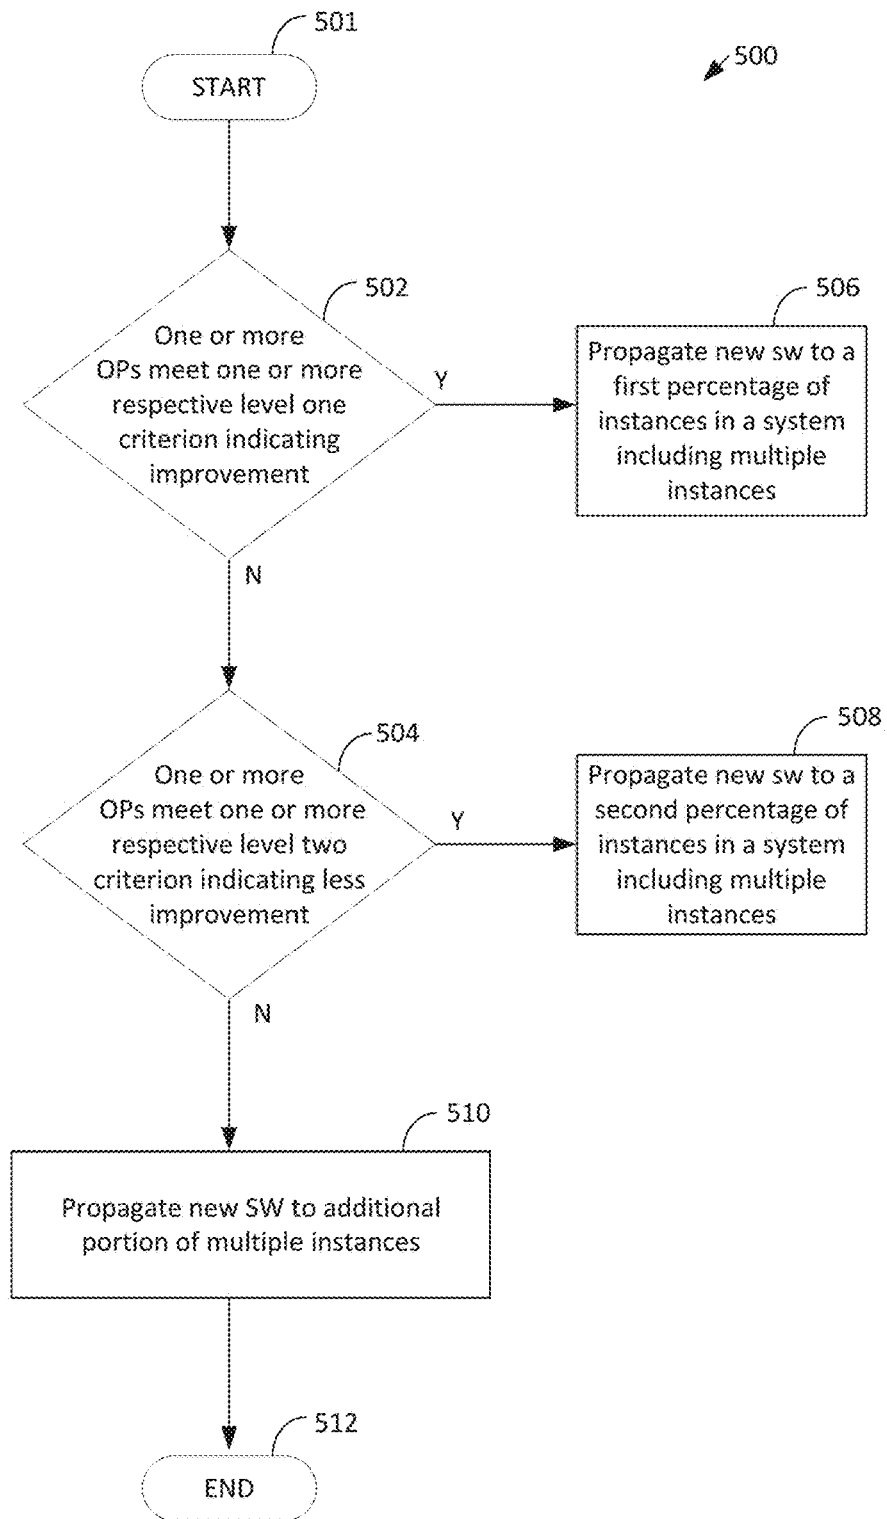 501
500
START
502
One or more
OPs meet one or more
respective level one
criterion indicating
improvement
Y
506
Propagate new sw to a
first percentage of
instances in a system
including multiple
instances
N
504
One or more
OPs meet one or more
respective level two
criterion indicating less
improvement
Y
508
Propagate new sw to a
second percentage of
instances in a system
including multiple
instances
N
510
Propagate new SW to additional
portion of multiple instances
512
END